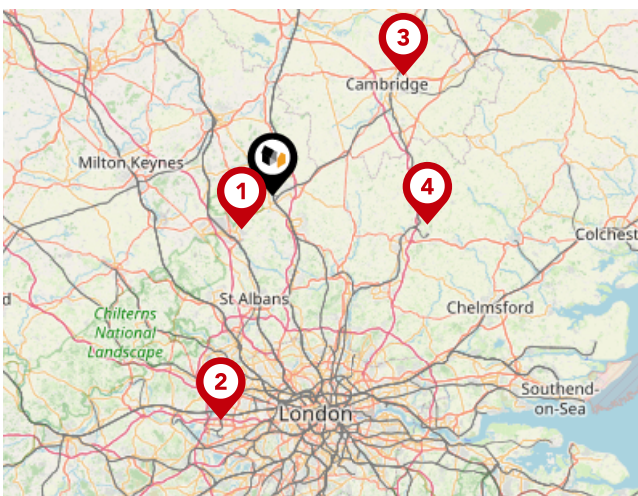 3
Cambridge
Milton Keynes
1
4
Colchest
d
St Albans
Chelmsford
Chilterns
National
Landscape
2
Southend-
on-Sea
London